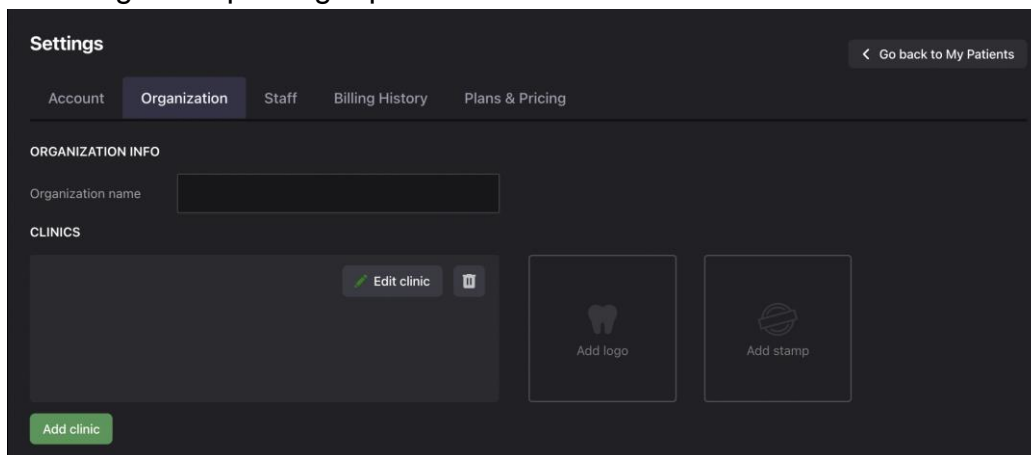 Settings
Go back to My Patients
Account Organization Staff Billing History Plans & Pricing
ORGANIZATION INFO
Organization name
CLINICS
Edit clinic
Add logo
Add stamp
Add clinic